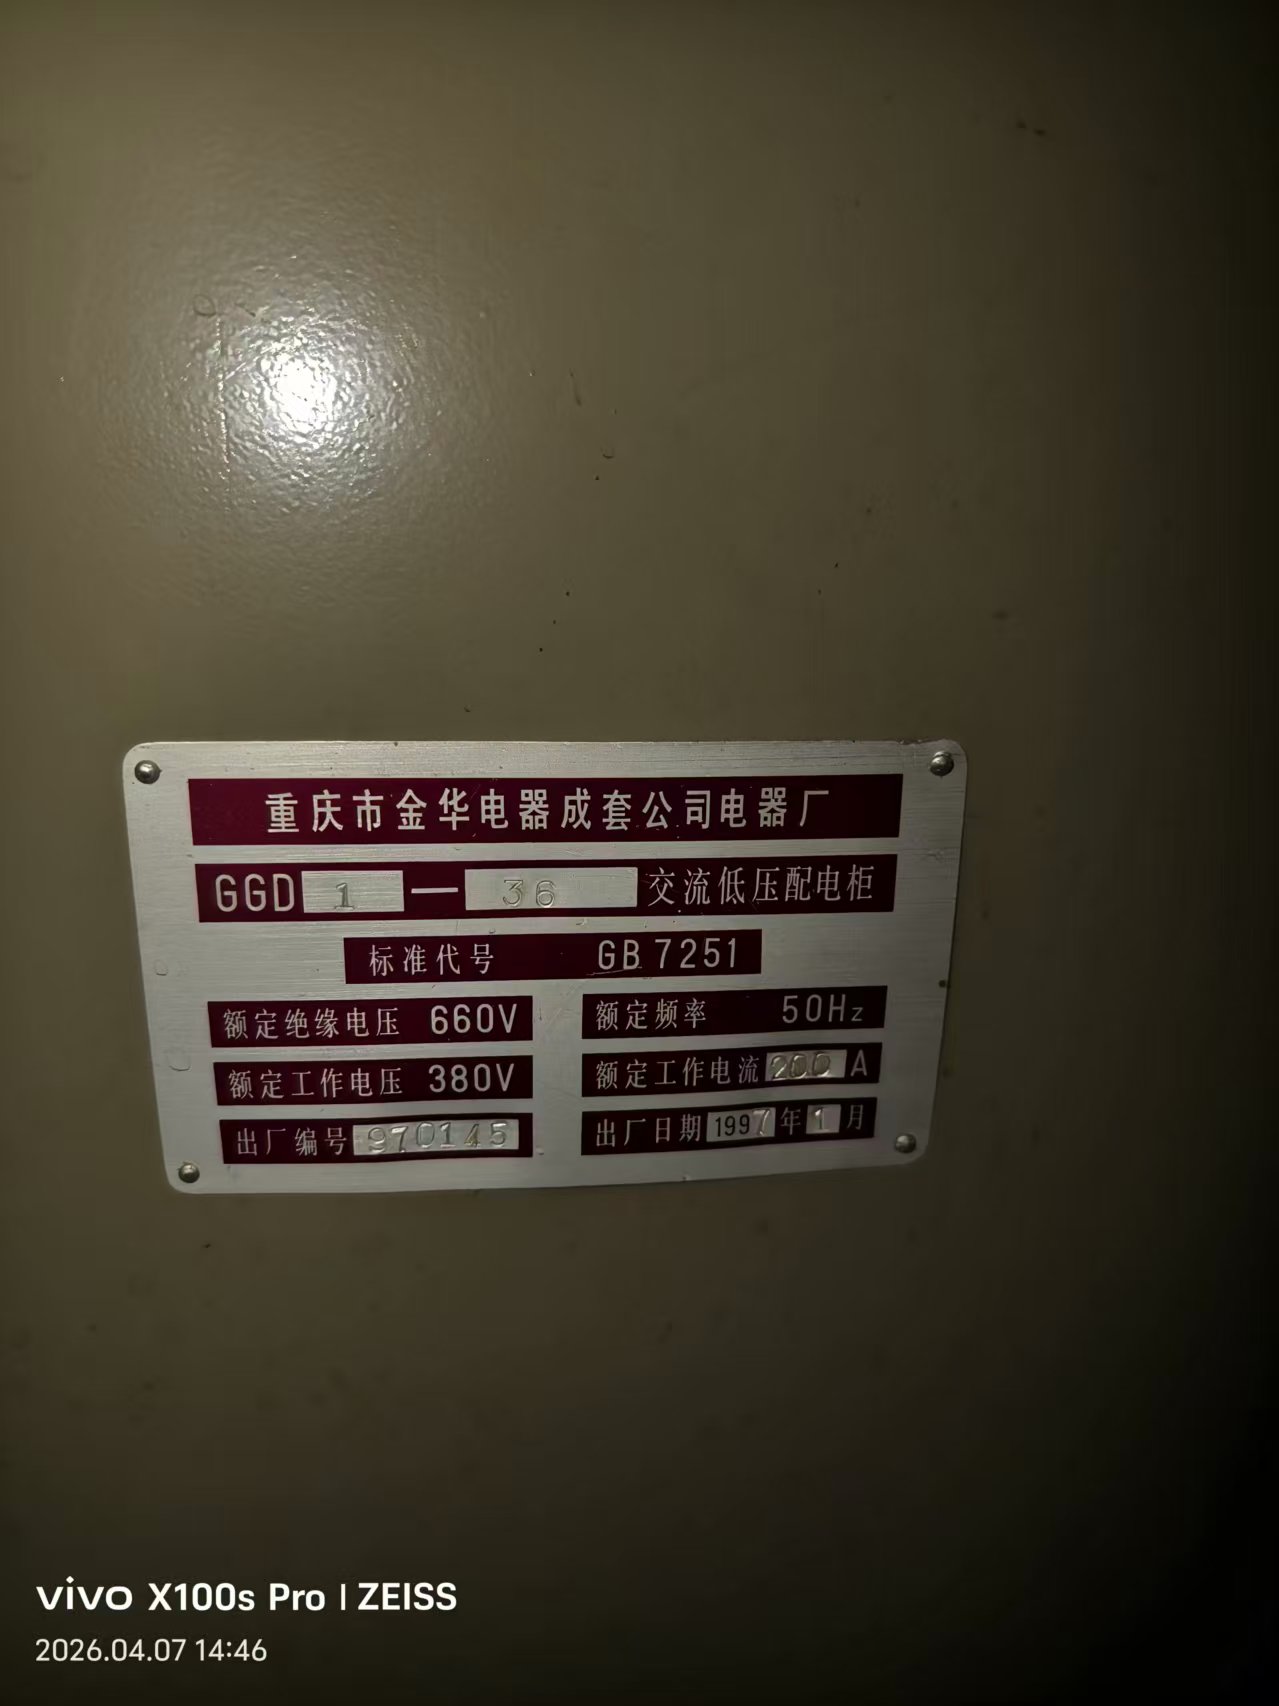 重庆市金华电器成套公司电器厂
GGD 1 — 36 交流低压配电柜
标准代号 GB 7251
额定绝缘电压 660V 额定频率 50Hz
额定工作电压 380V 额定工作电流 200 A
出厂编号 970145 出厂日期 1997年1月
vivo X100s Pro | ZEISS
2026.04.07 14:46